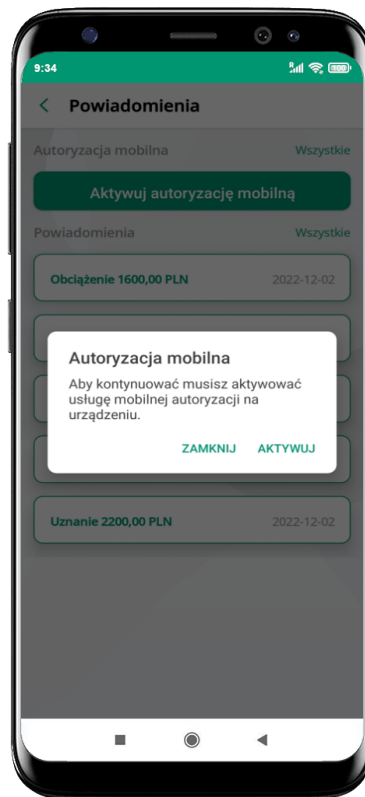 9:34
R
100
Powiadomienia
Autoryzacja mobilna Wszystkie
Aktywuj autoryzację mobilną
Powiadomienia Wszystkie
Obciążenie 1600,00 PLN 2022-12-02
Autoryzacja mobilna
Aby kontynuować musisz aktywować
usługę mobilnej autoryzacji na
urządzeniu.
ZAMKNIJ AKTYWUJ
Uznanie 2200,00 PLN 2022-12-02